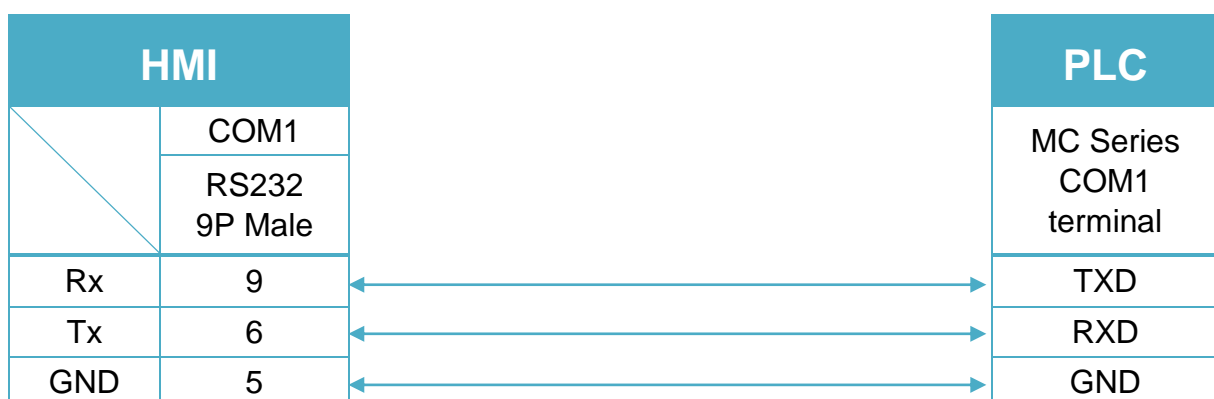 HMI
PLC
COM1
RS232
9P Male
MC Series
COM1
terminal
Rx 9 TXD
Tx 6 RXD
GND 5 GND